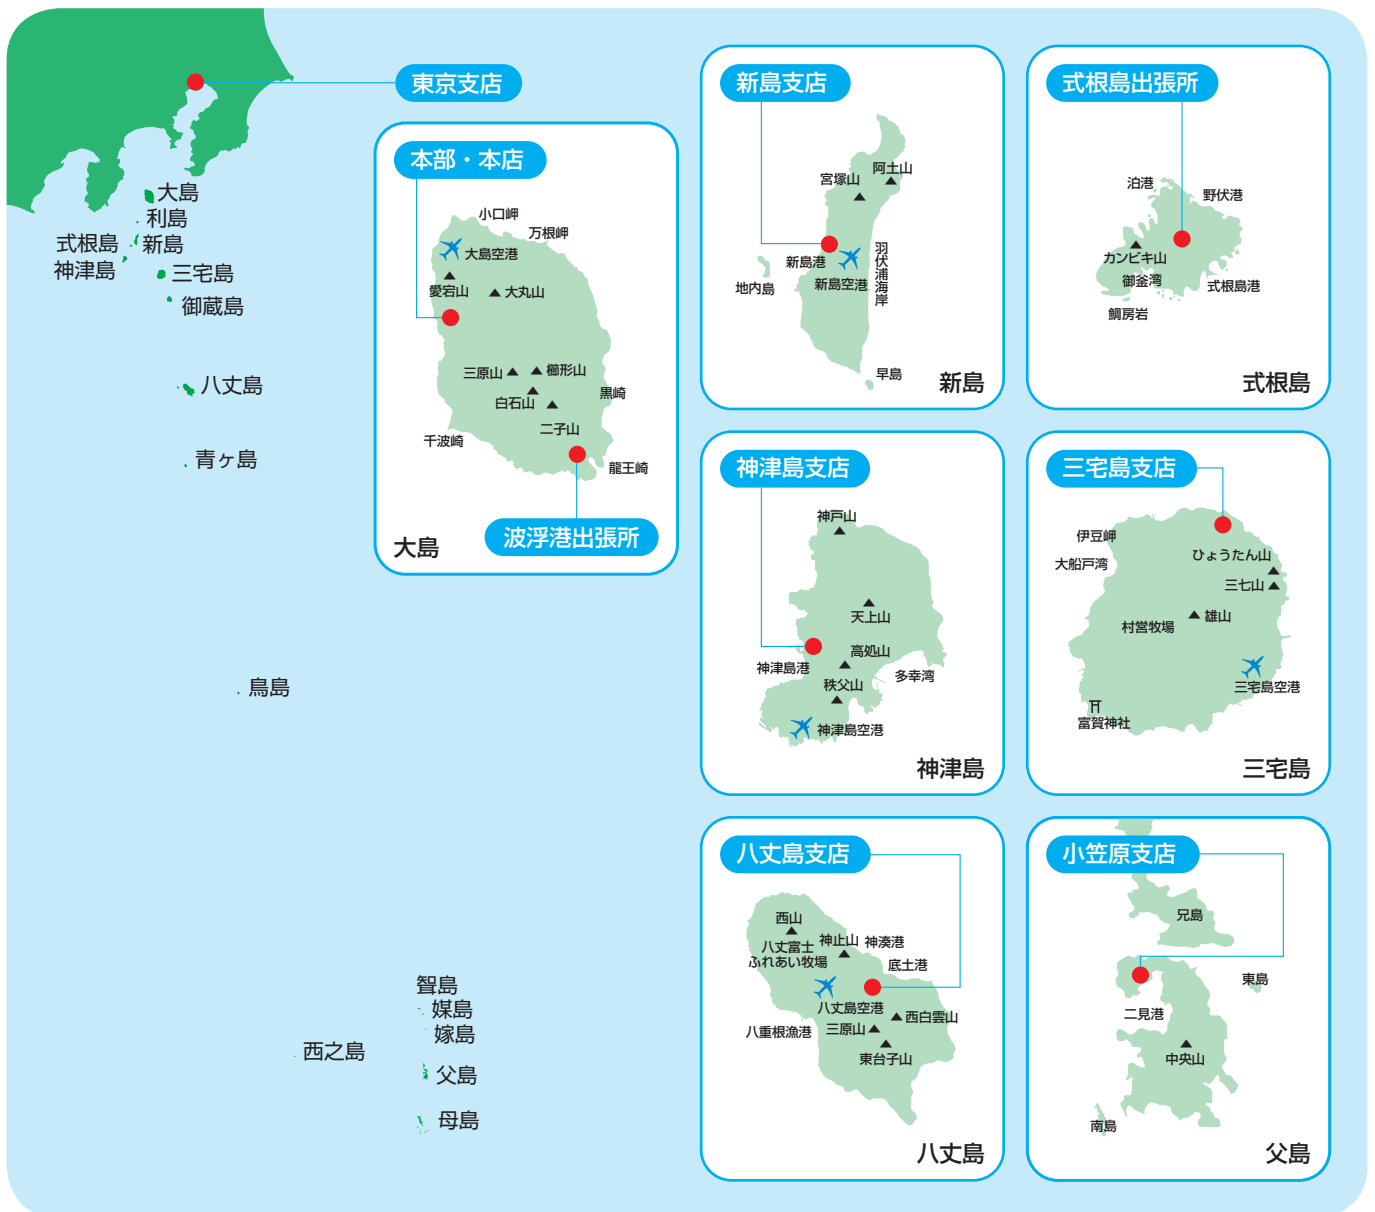 東京支店
大島
利島
式根島
新島
神津島
三宅島
御蔵島
八丈島
青ヶ島
鳥島
聟島
媒島
嫁島
西之島
父島
母島
本部・本店
小口岬
万根岬
大島空港
愛宕山
大丸山
三原山
櫛形山
白石山
黒崎
二子山
千波崎
龍王崎
波浮港出張所
大島
新島支店
阿土山
宮塚山
新島港
羽伏浦海岸
地内島
新島空港
早島
新島
式根島出張所
泊港
野伏港
カンビキ山
御釜湾
式根島港
鯛房岩
式根島
神津島支店
神戸山
天上山
高処山
神津島港
多幸湾
秩父山
神津島空港
神津島
三宅島支店
伊豆岬
ひょうたん山
大船戸湾
三七山
雄山
村営牧場
三宅島空港
富賀神社
三宅島
八丈島支店
西山
神止山
神湊港
八丈富士
ふれあい牧場
底土港
八丈島空港
西白雲山
八重根漁港
三原山
東台子山
八丈島
小笠原支店
兄島
東島
二見港
中央山
南島
父島